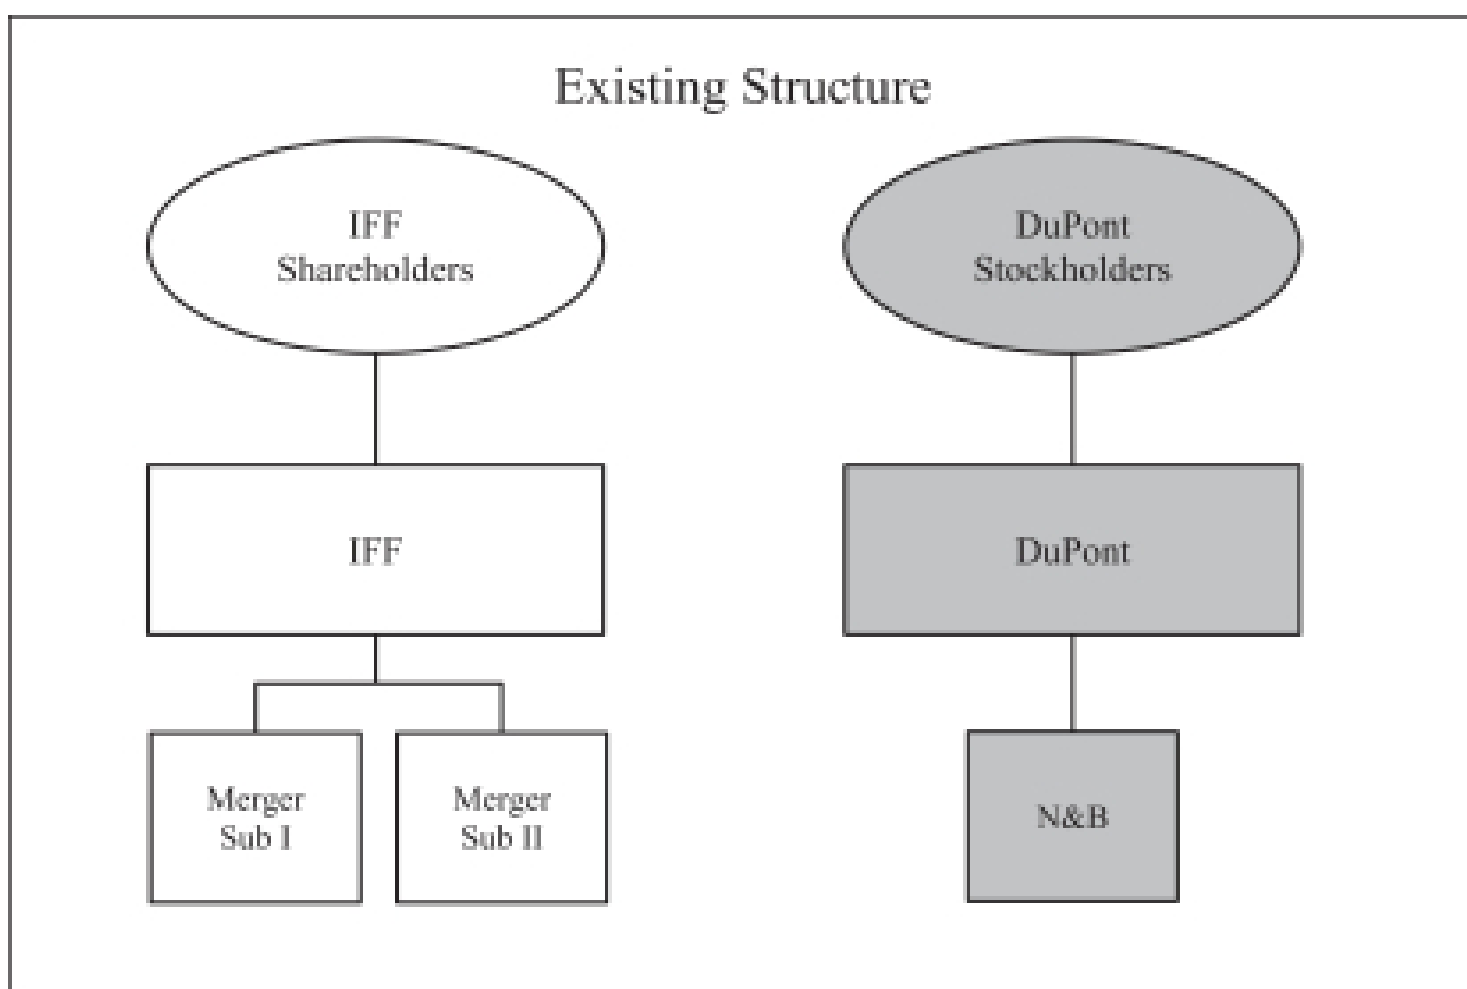 Existing Structure
IFF
Shareholders
DuPont
Stockholders
IFF
DuPont
Merger
Sub I
Merger
Sub II
N&B